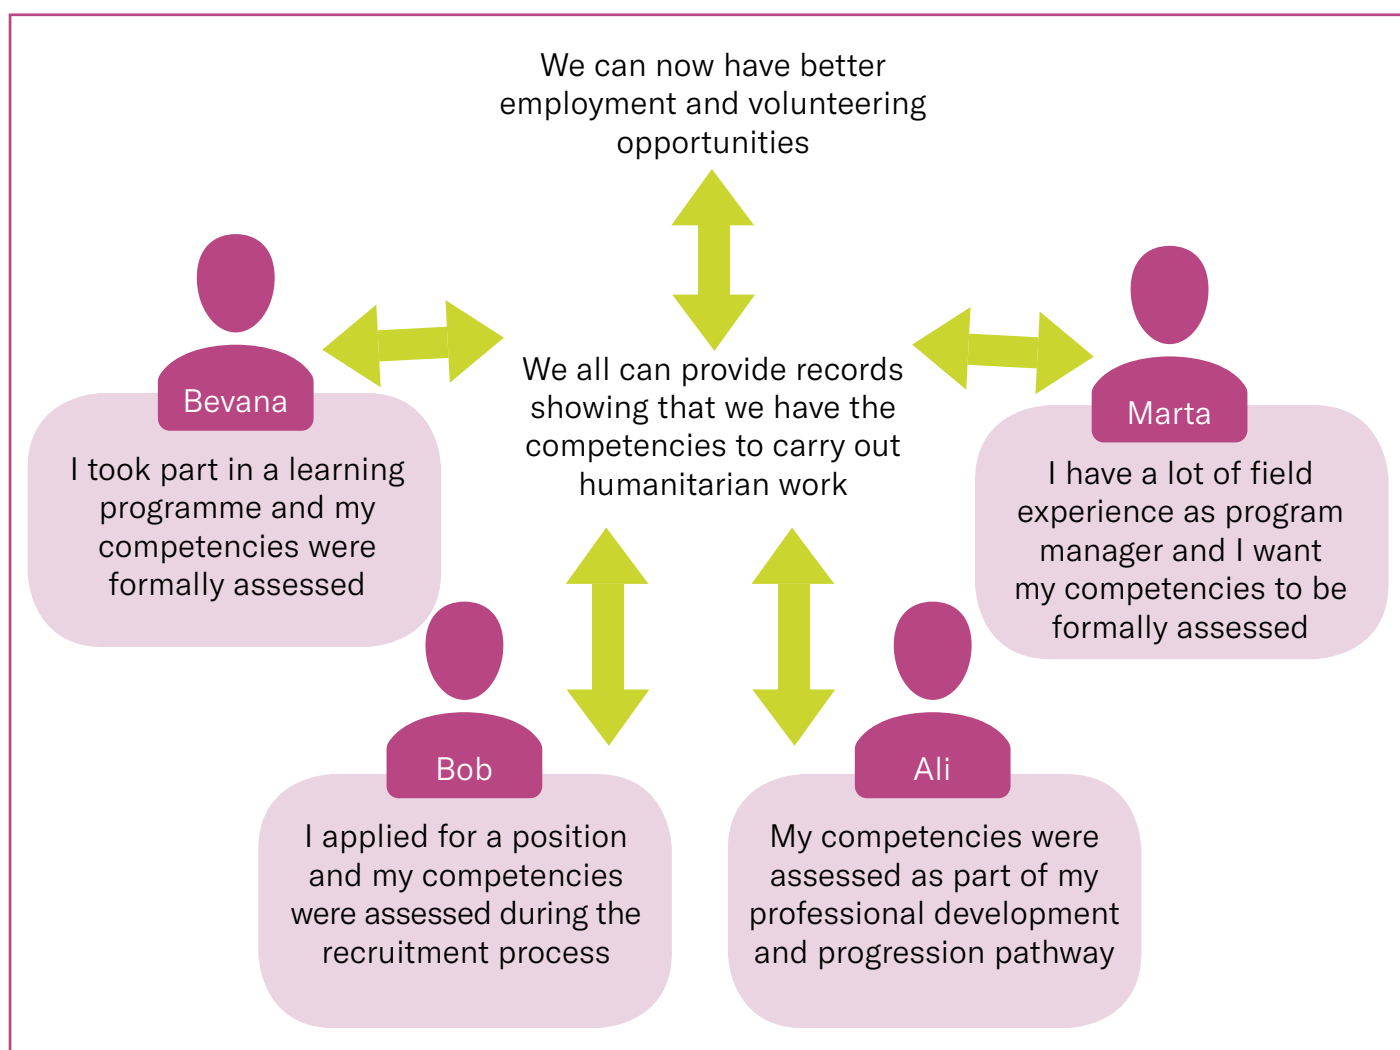 We can now have better
employment and volunteering
opportunities
We all can provide records
showing that we have the
competencies to carry out
humanitarian work
Bevana
I took part in a learning
programme and my
competencies were
formally assessed
Marta
I have a lot of field
experience as program
manager and I want
my competencies to be
formally assessed
Bob
I applied for a position
and my competencies
were assessed during the
recruitment process
Ali
My competencies were
assessed as part of my
professional development
and progression pathway